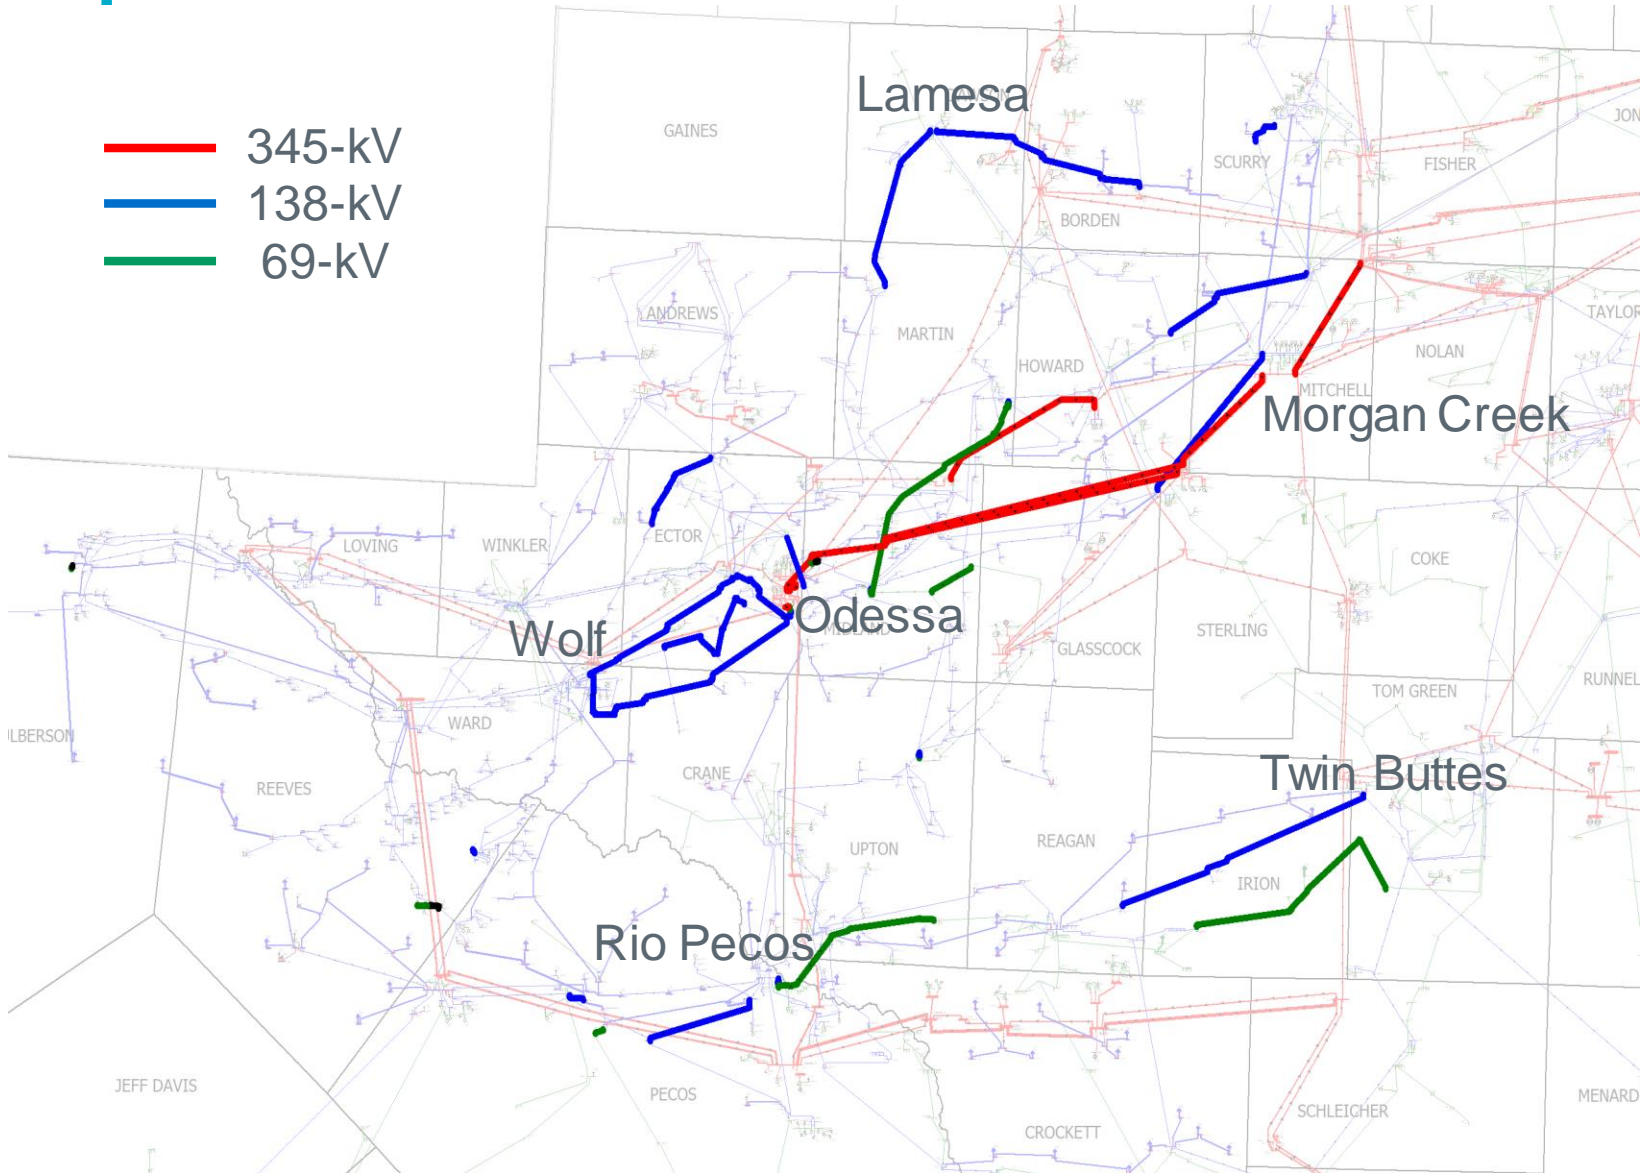 Lamesa
GAINES
345-kV
138-kV
69-kV
SCURRY
FISHER
BORDEN
ANDREWS
MARTIN
HOWARD
TAYLOR
NOLAN
MITCHELL
Morgan Creek
LOVING
WINKLER
ECTOR
COKE
Wolf
Odessa
MIDLAND
GLASSCOCK
STERLING
TOM GREEN
RUNNEL
WARD
LBERSON
REEVES
CRANE
Twin Buttes
UPTON
REAGAN
IRION
Rio Pecos
JEFF DAVIS
PECOS
CROCKETT
SCHLEICHER
MENARD